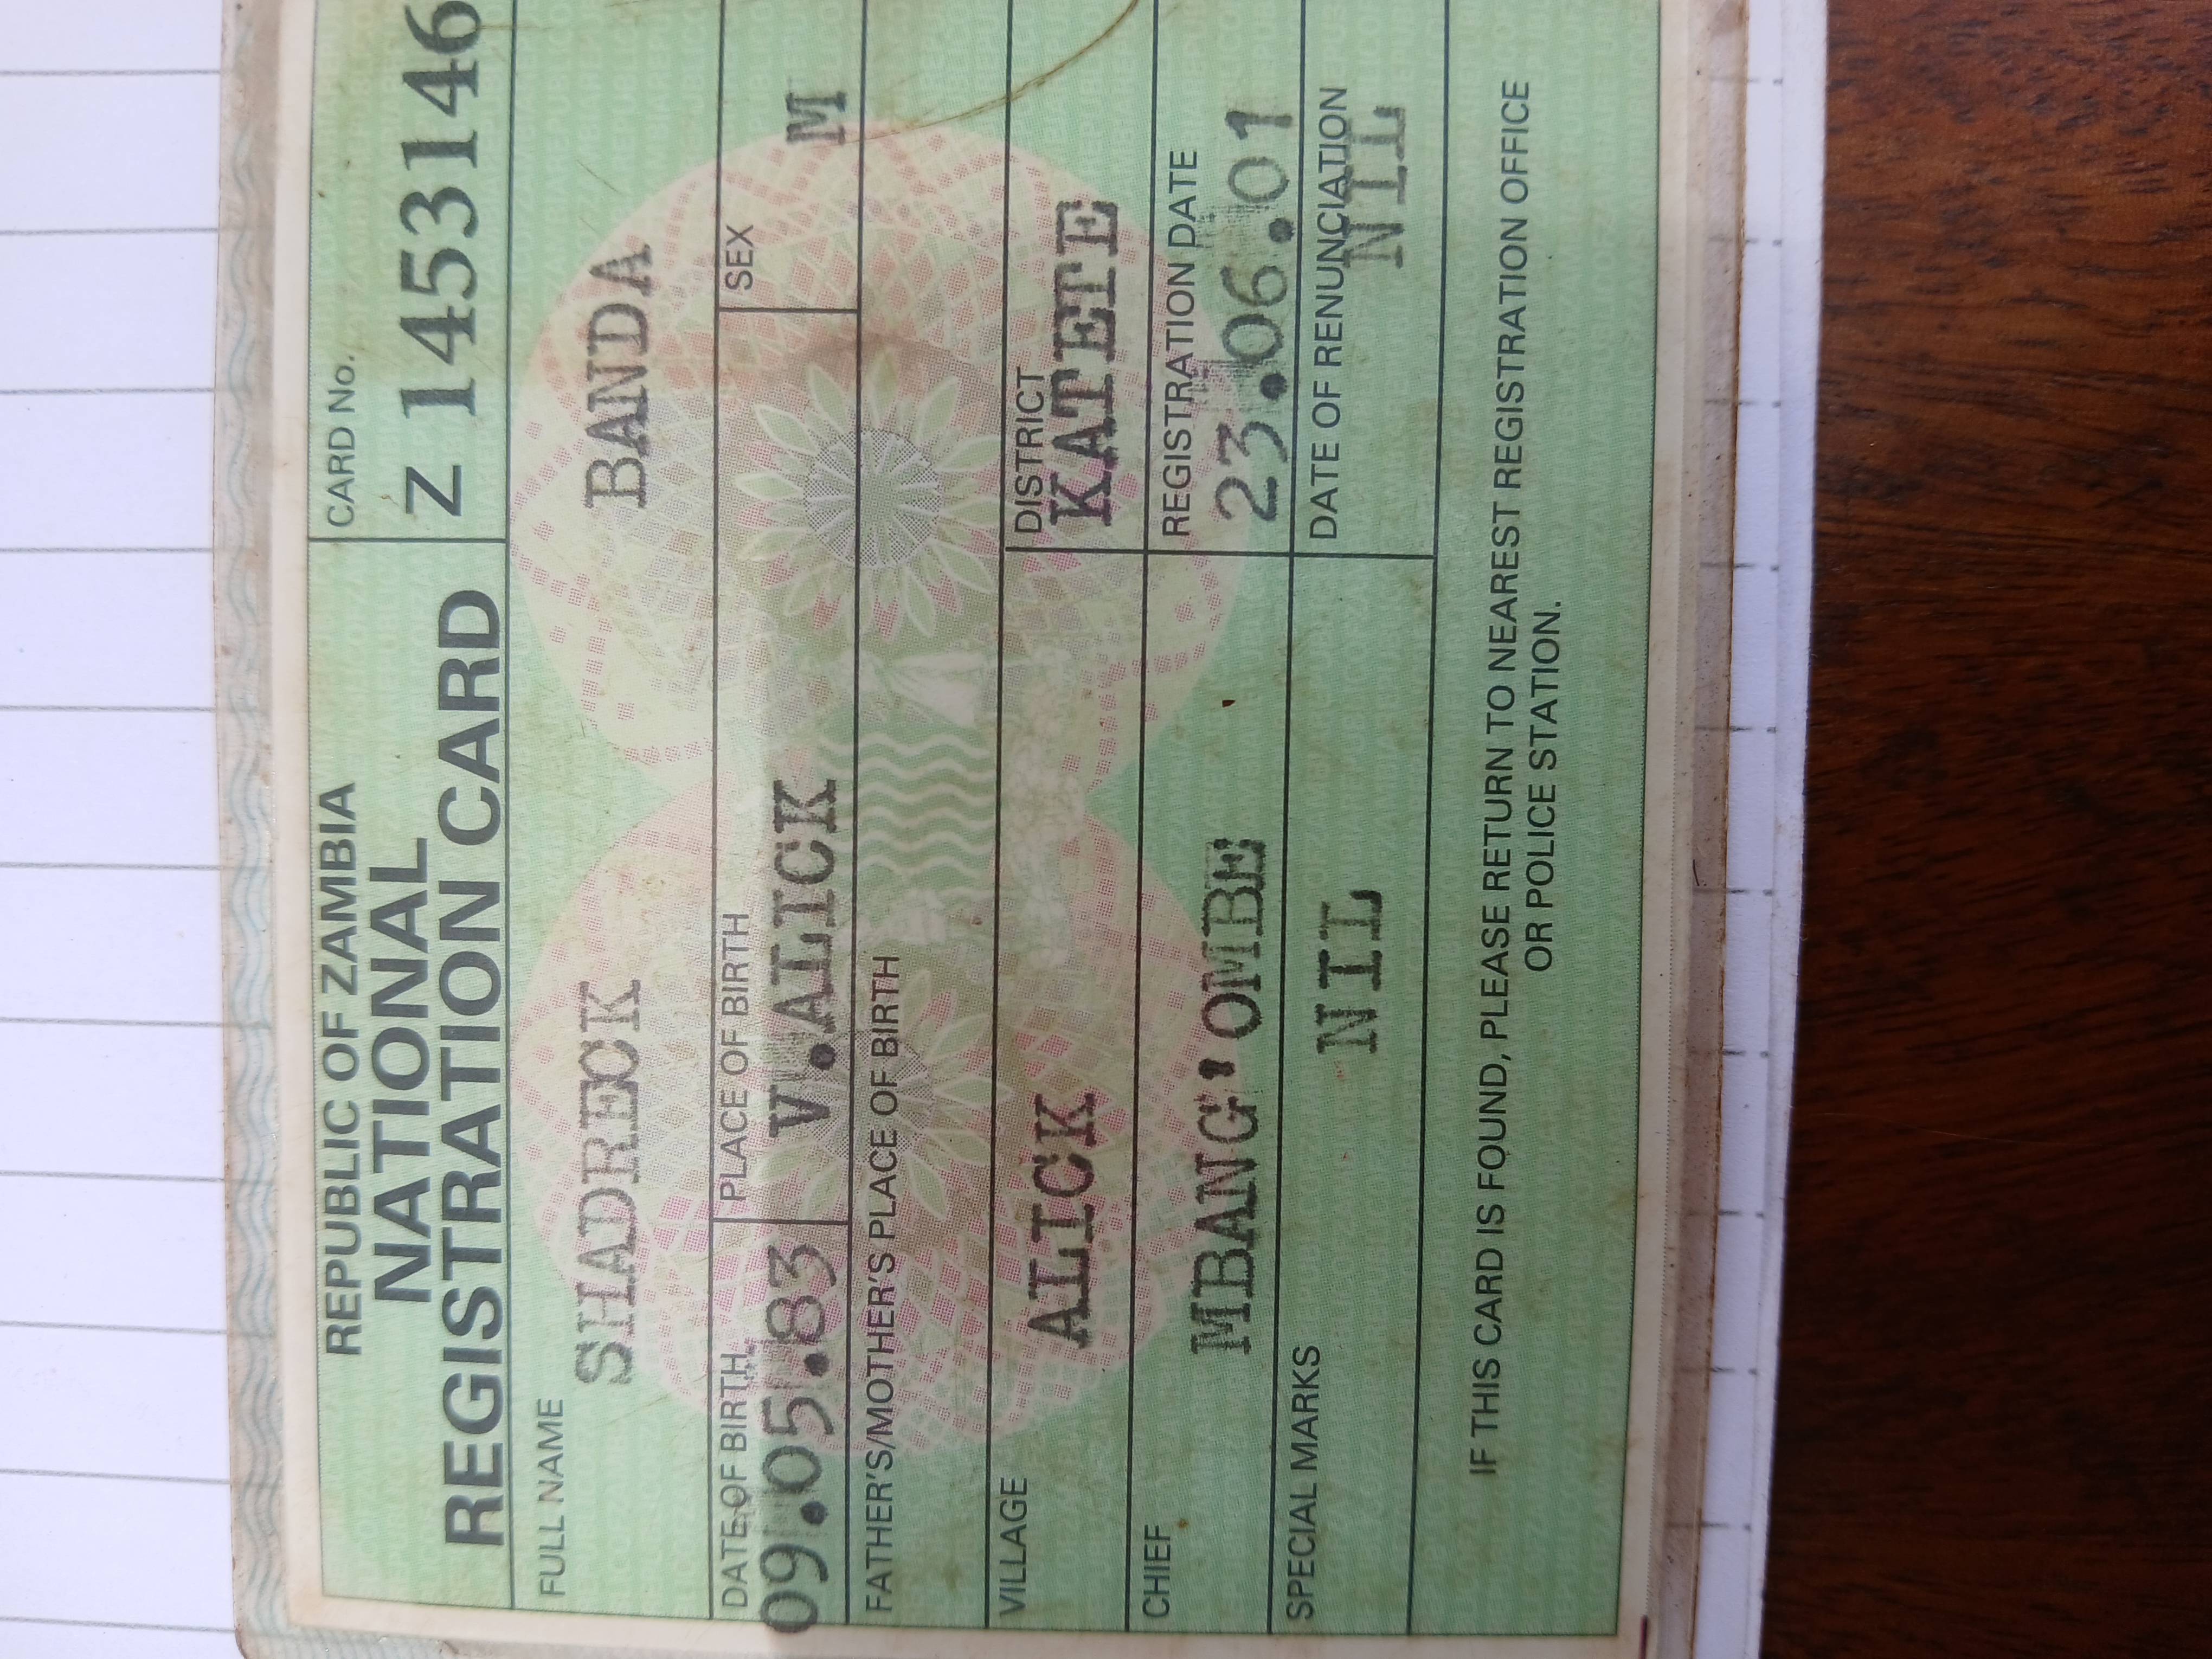 REPUBLIC OF ZAMBIA
NATIONAL
REGISTRATION CARD
CARD No.
Z 1453146
FULL NAME
SHADRECK BANDA
DATE OF BIRTH PLACE OF BIRTH SEX
09.05.83 V.ALICK M
FATHER'S/MOTHER'S PLACE OF BIRTH
VILLAGE DISTRICT
ALICK KATETE
CHIEF REGISTRATION DATE
MBANG'OMBE 23.06.01
SPECIAL MARKS DATE OF RENUNCIATION
NIL NIL
IF THIS CARD IS FOUND, PLEASE RETURN TO NEAREST REGISTRATION OFFICE
OR POLICE STATION.